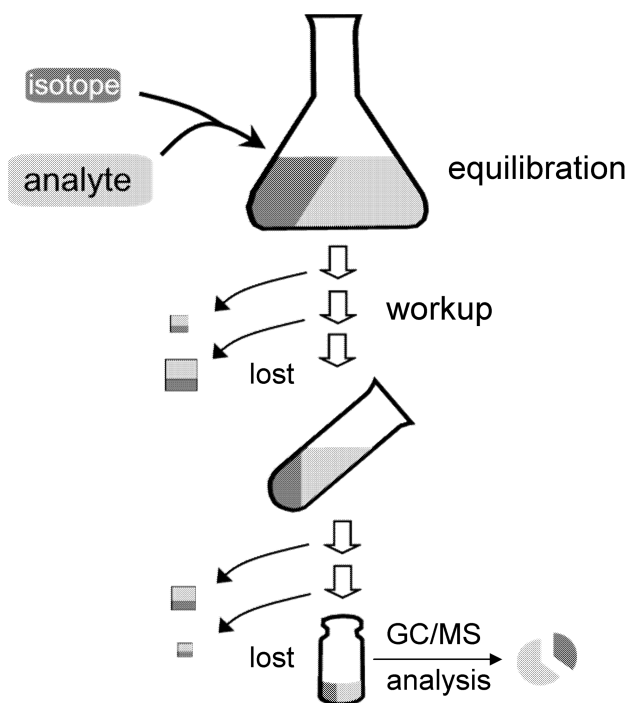 isotope
analyte
equilibration
workup
lost
lost
GC/MS
analysis